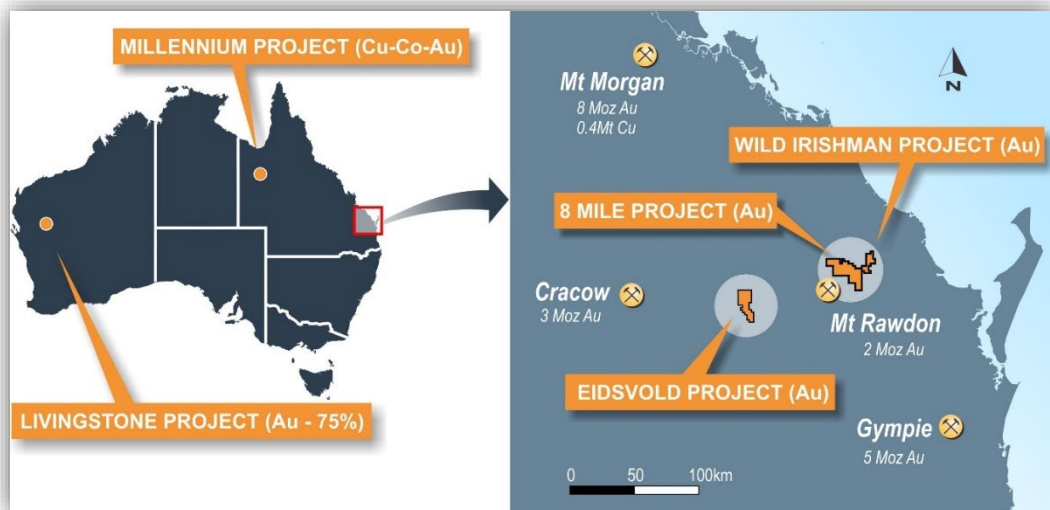 MILLENNIUM PROJECT (Cu-Co-Au)
LIVINGSTONE PROJECT (Au - 75%)
Mt Morgan
8 Moz Au
0.4Mt Cu
N
WILD IRISHMAN PROJECT (Au)
8 MILE PROJECT (Au)
Cracow
3 Moz Au
Mt Rawdon
2 Moz Au
EIDSVOLD PROJECT (Au)
Gympie
5 Moz Au
0 50 100km